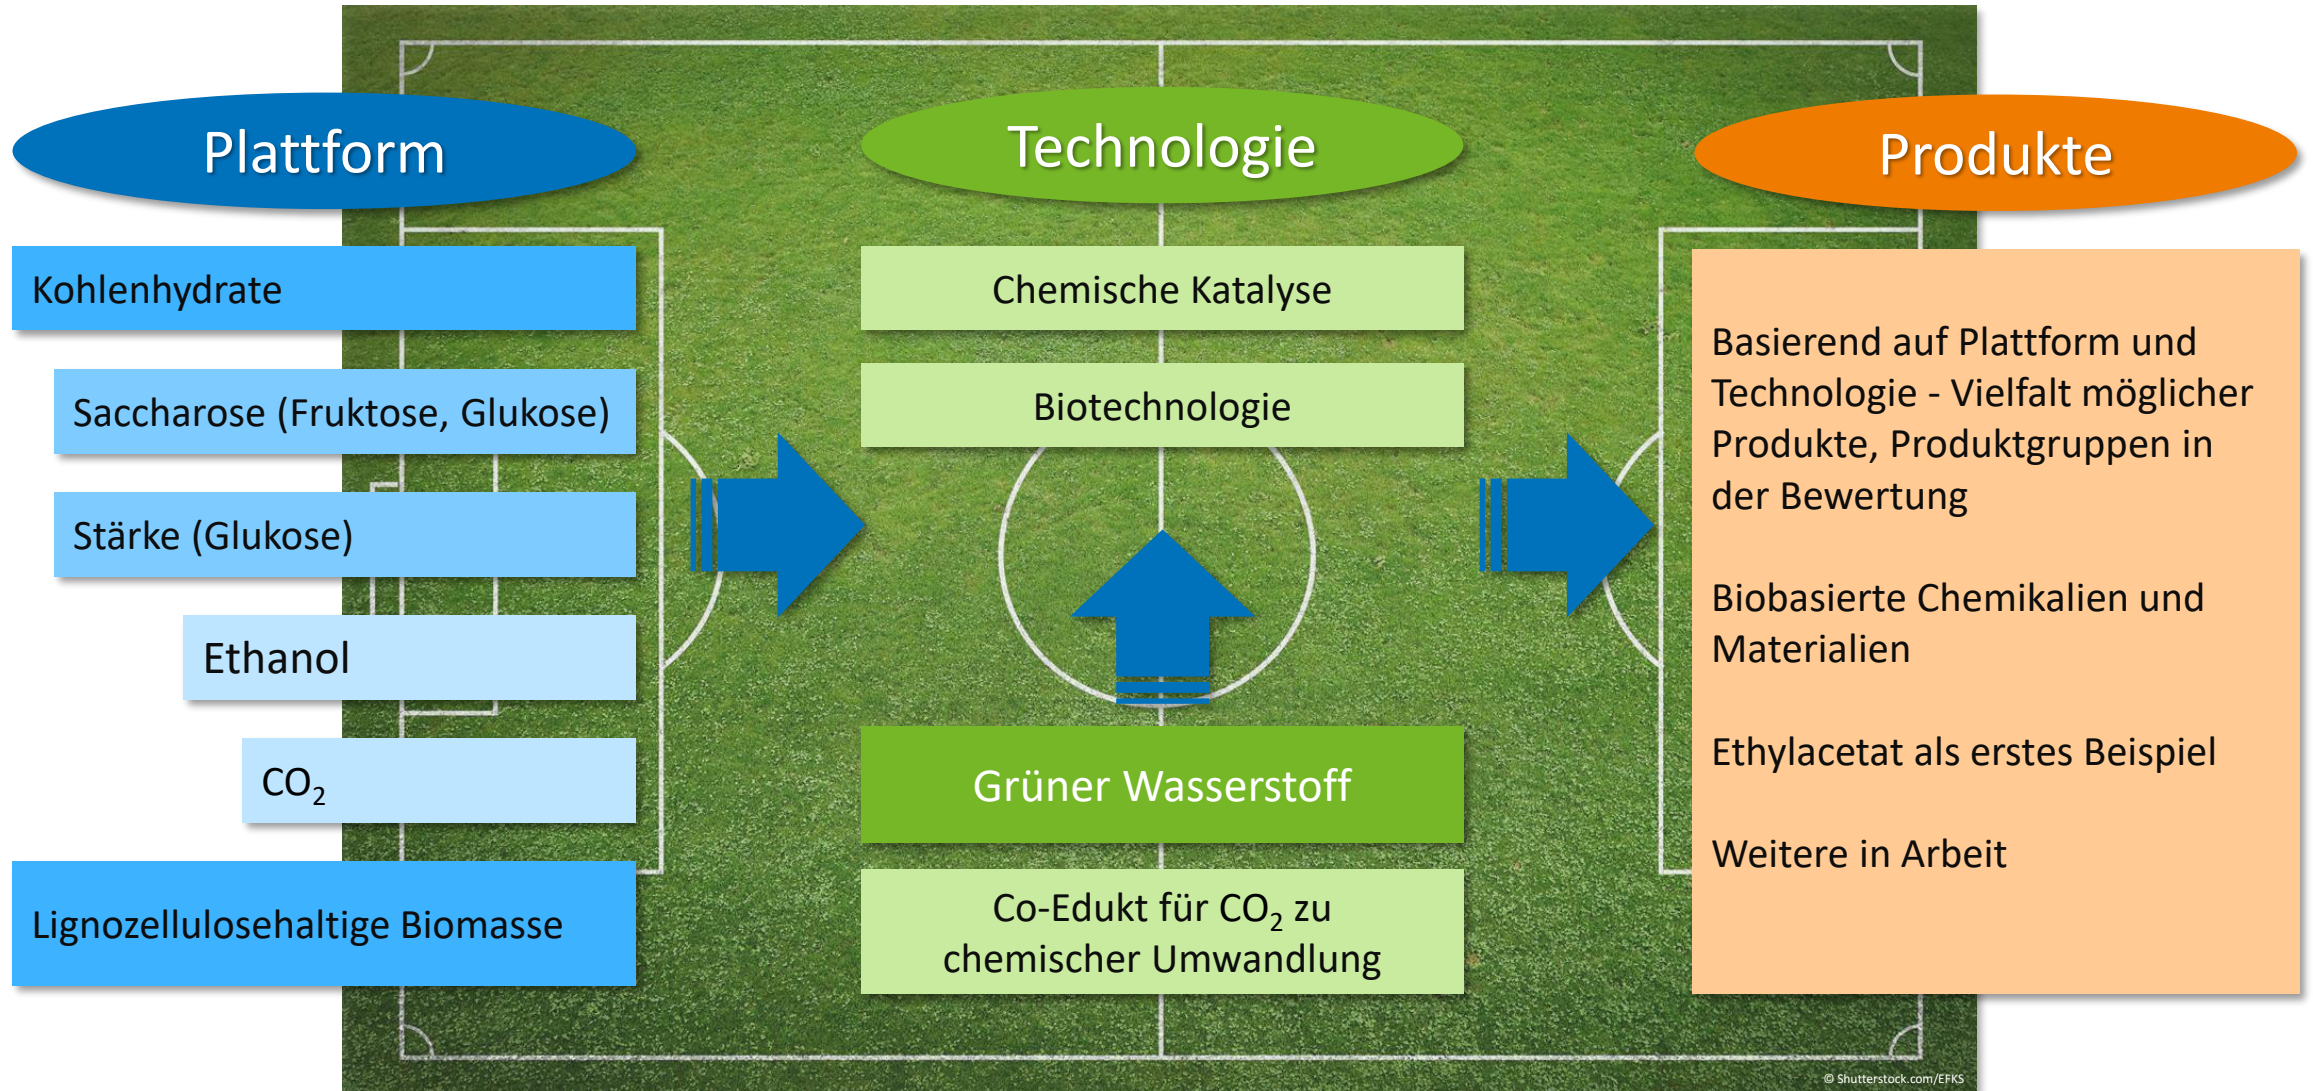 Plattform
Kohlenhydrate
Saccharose (Fruktose, Glukose)
Stärke (Glukose)
Ethanol
CO₂
Lignozellulosehaltige Biomasse
Technologie
Chemische Katalyse
Biotechnologie
Grüner Wasserstoff
Co-Edukt für CO₂ zu
chemischer Umwandlung
Produkte
Basierend auf Plattform und
Technologie - Vielfalt möglicher
Produkte, Produktgruppen in
der Bewertung
Biobasierte Chemikalien und
Materialien
Ethylacetat als erstes Beispiel
Weitere in Arbeit
© Shutterstock.com/EFKS